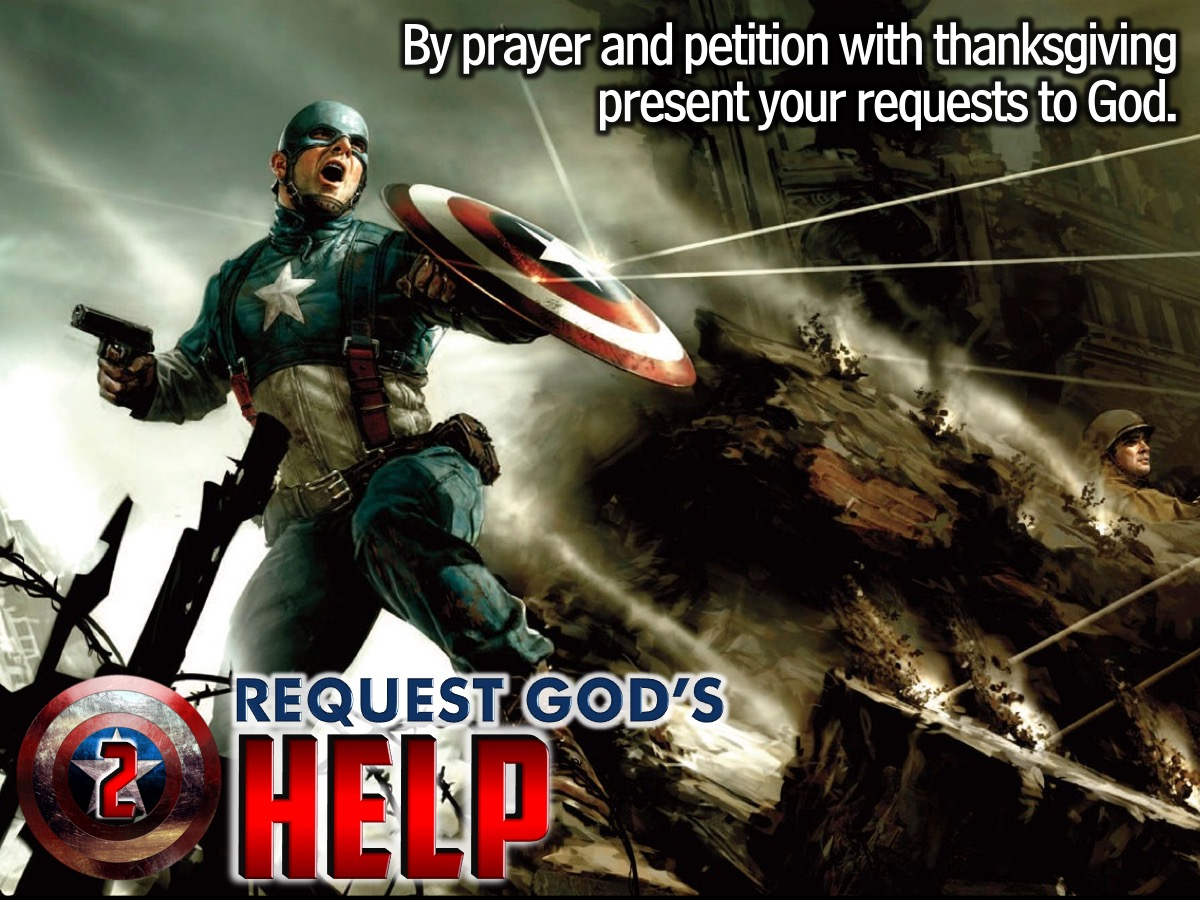 By prayer and petition with thanksgiving
present your requests to God.
REQUEST GOD'S
2
HELP